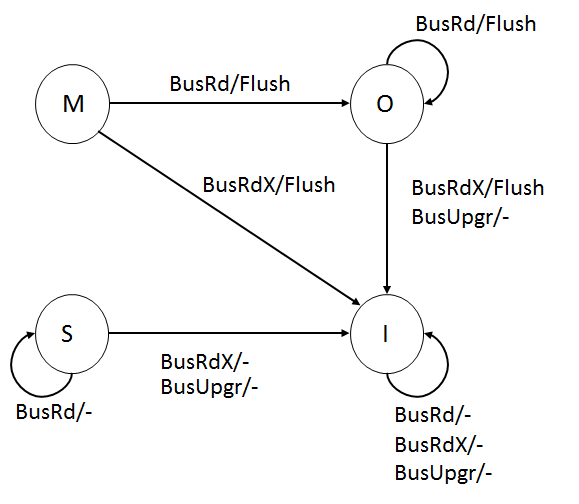 BusRd/Flush
M
BusRd/Flush
O
BusRdX/Flush
BusRdX/Flush
BusUpgr/-
S
I
BusRdX/-
BusUpgr/-
BusRd/-
BusRd/-
BusRdX/-
BusUpgr/-